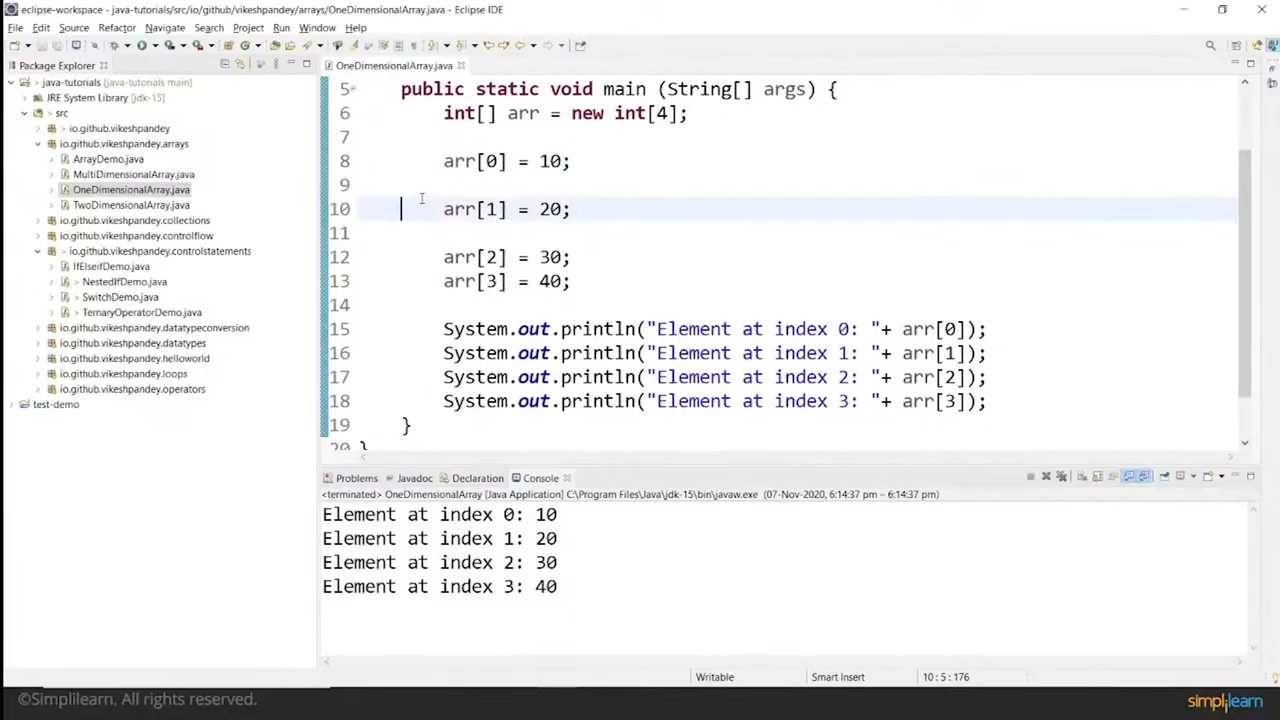 eclipse-workspace - java-tutorials/src/io/github/vikeshpandey/arrays/OneDimensionalArray.java - Eclipse IDE
File Edit Source Refactor Navigate Search Project Run Window Help
Package Explorer
java-tutorials [java-tutorials main]
JRE System Library [jdk-15]
src
io.github.vikeshpandey
io.github.vikeshpandey.arrays
ArrayDemo.java
MultiDimensionalArray.java
OneDimensionalArray.java
TwoDimensionalArray.java
io.github.vikeshpandey.collections
io.github.vikeshpandey.controlflow
io.github.vikeshpandey.controlstatements
IfElseifDemo.java
> NestedIfDemo.java
> SwitchDemo.java
> TernaryOperatorDemo.java
io.github.vikeshpandey.datatypeconversion
io.github.vikeshpandey.datatypes
io.github.vikeshpandey.helloworld
io.github.vikeshpandey.loops
io.github.vikeshpandey.operators
test-demo
OneDimensionalArray.java
5 public static void main (String[] args) {
6 int[] arr = new int[4];
7
8 arr[0] = 10;
9
10 arr[1] = 20;
11
12 arr[2] = 30;
13 arr[3] = 40;
14
15 System.out.println("Element at index 0: "+ arr[0]);
16 System.out.println("Element at index 1: "+ arr[1]);
17 System.out.println("Element at index 2: "+ arr[2]);
18 System.out.println("Element at index 3: "+ arr[3]);
19 }
20 }
Problems Javadoc Declaration Console
<terminated> OneDimensionalArray [Java Application] C:\Program Files\Java\jdk-15\bin\javaw.exe (07-Nov-2020, 6:14:37 pm – 6:14:37 pm)
Element at index 0: 10
Element at index 1: 20
Element at index 2: 30
Element at index 3: 40
Writable Smart Insert 10 : 5 : 176
©Simplilearn. All rights reserved. simplilearn